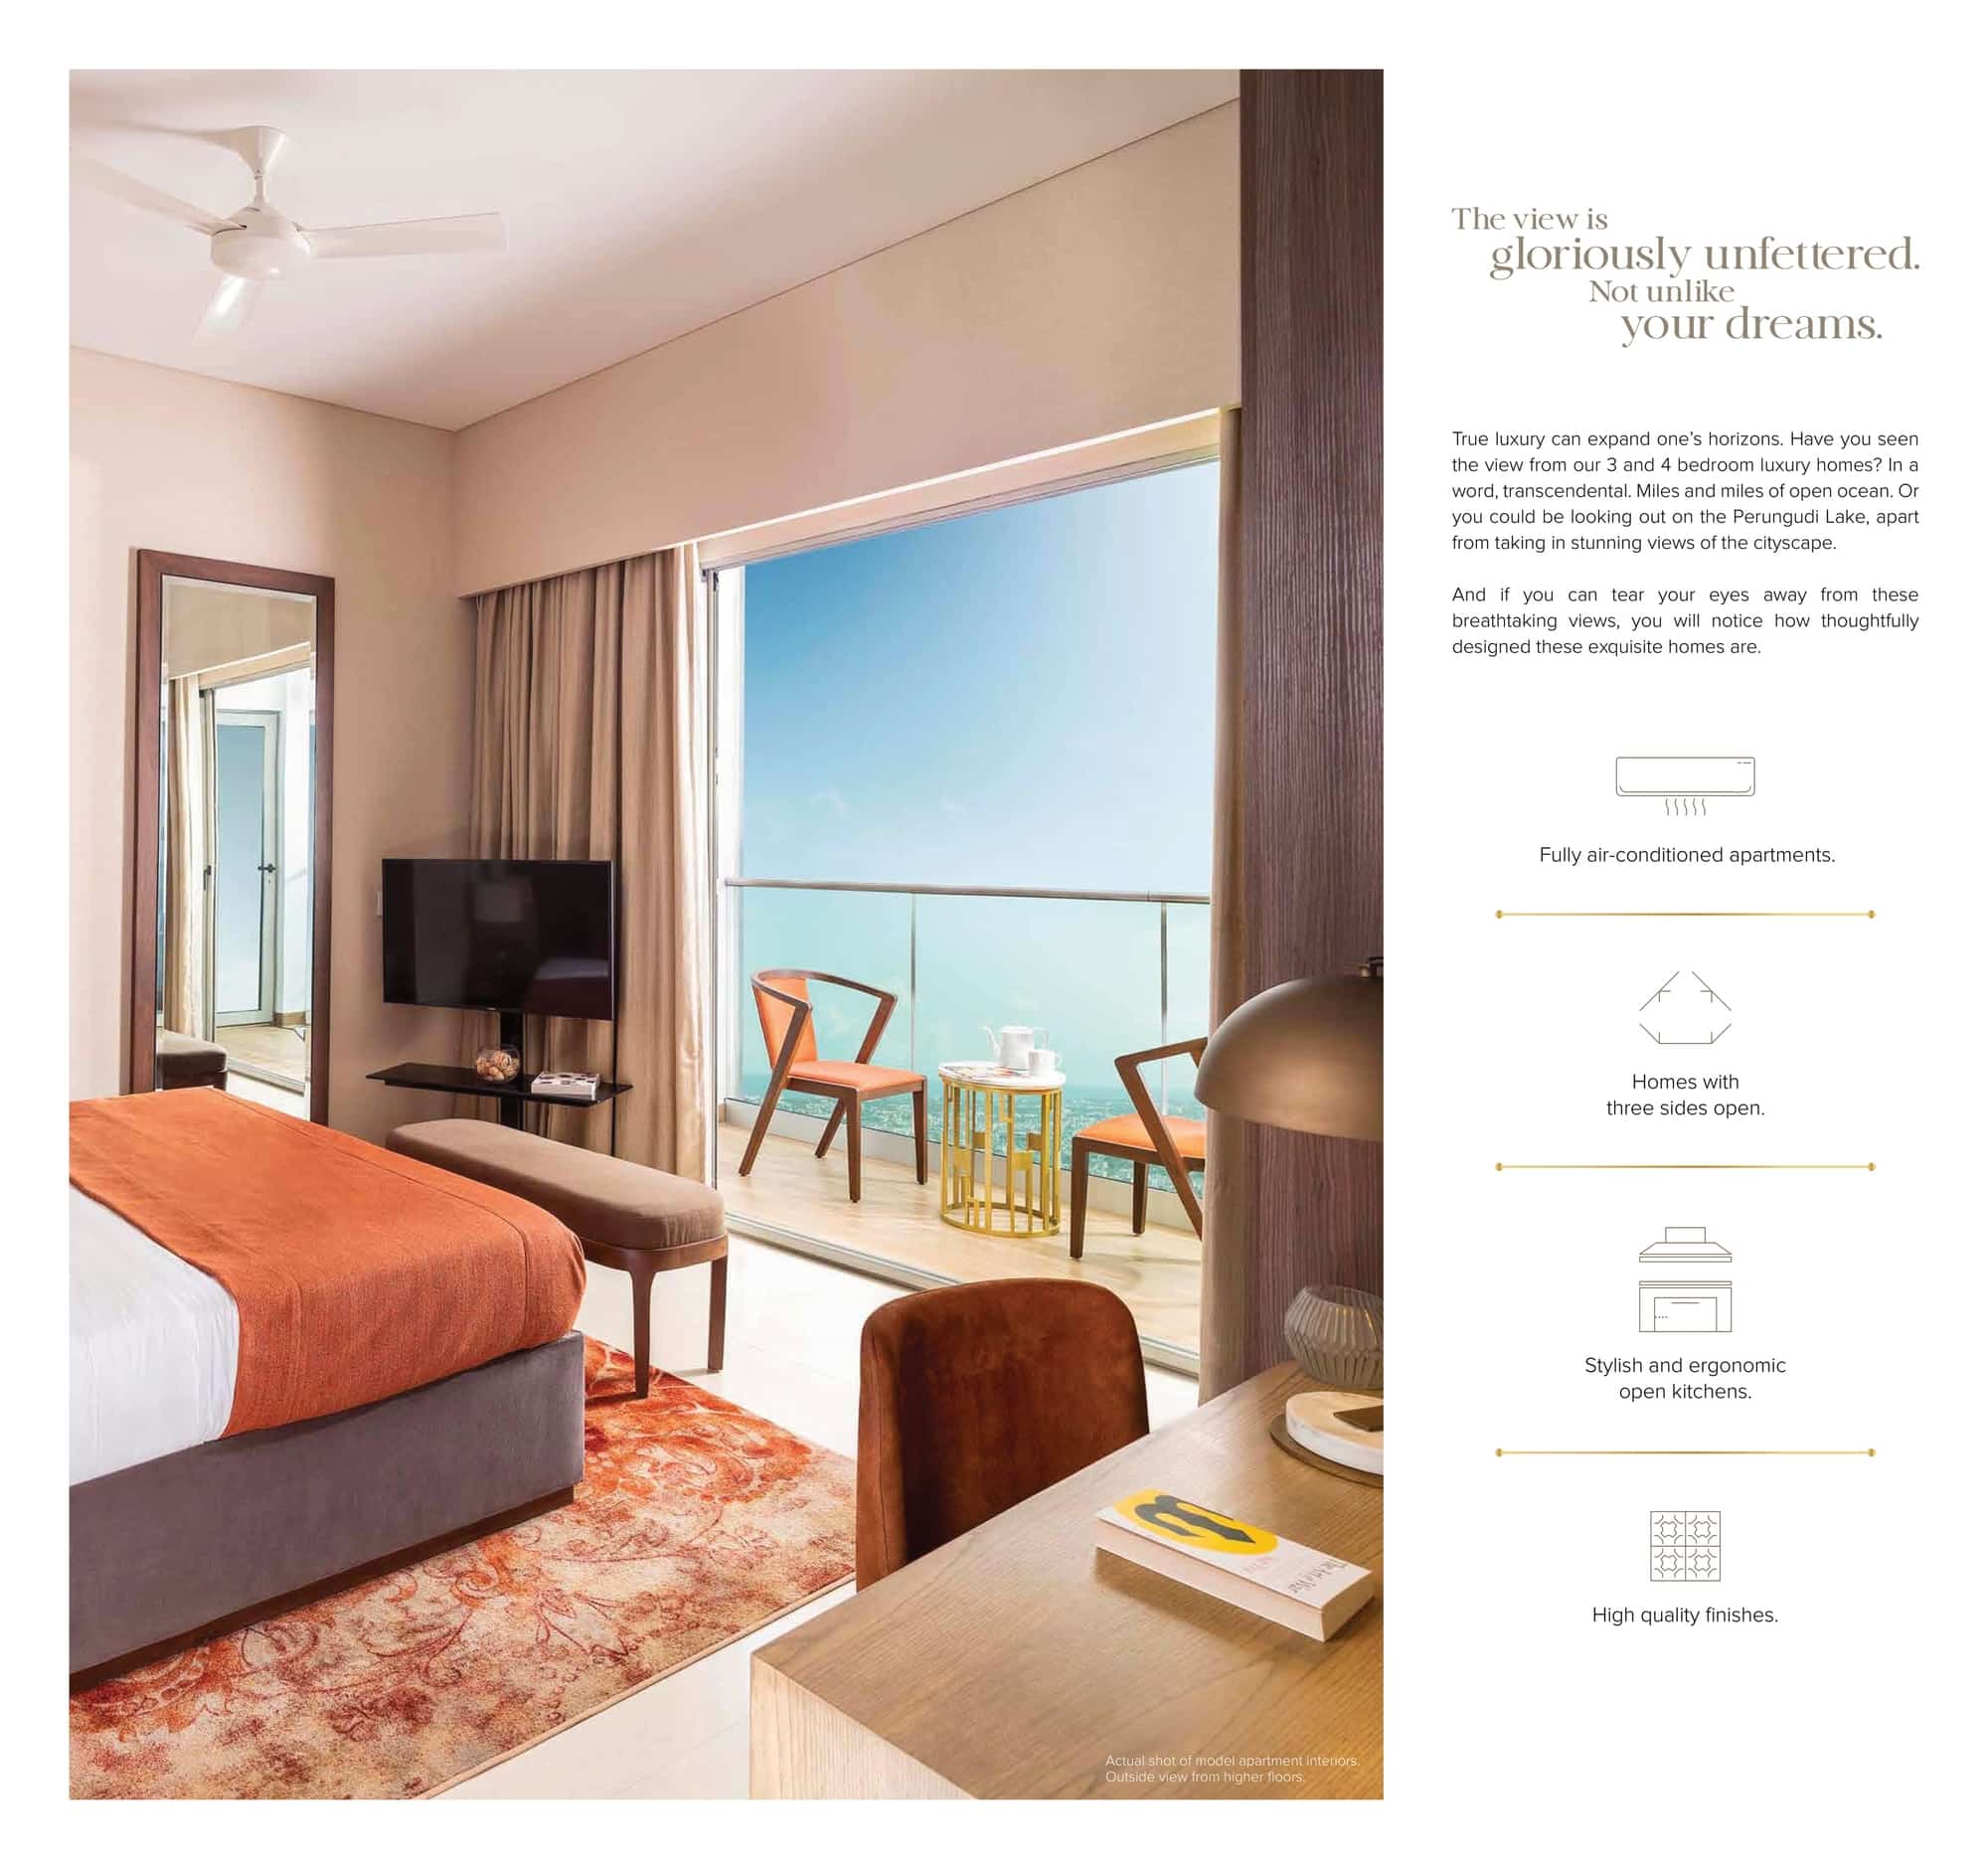 The view is
gloriously unfettered.
Not unlike
your dreams.
True luxury can expand one's horizons. Have you seen
the view from our 3 and 4 bedroom luxury homes? In a
word, transcendental. Miles and miles of open ocean. Or
you could be looking out on the Perungudi Lake, apart
from taking in stunning views of the cityscape.
And if you can tear your eyes away from these
breathtaking views, you will notice how thoughtfully
designed these exquisite homes are.
Fully air-conditioned apartments.
Homes with
three sides open.
Stylish and ergonomic
open kitchens.
High quality finishes.
The Art of War
Actual shot of model apartment interiors.
Outside view from higher floors.